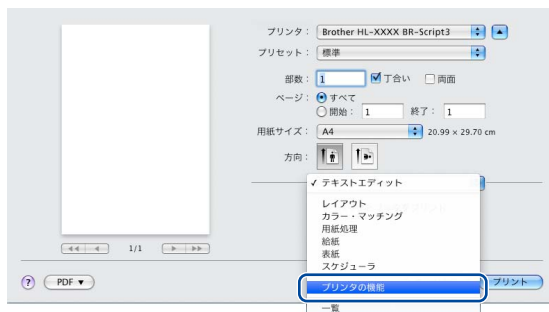 プリンタ： Brother HL-XXXX BR-Script3
プリセット： 標準
部数： 1 丁合い 両面
ページ： すべて
開始： 1 終了： 1
用紙サイズ： A4 20.99 x 29.70 cm
方向：
✓ テキストエディット
レイアウト
カラー・マッチング
用紙処理
給紙
表紙
スケジューラ
1/1
? PDF ▼ プリンタの機能 プリント
一覧